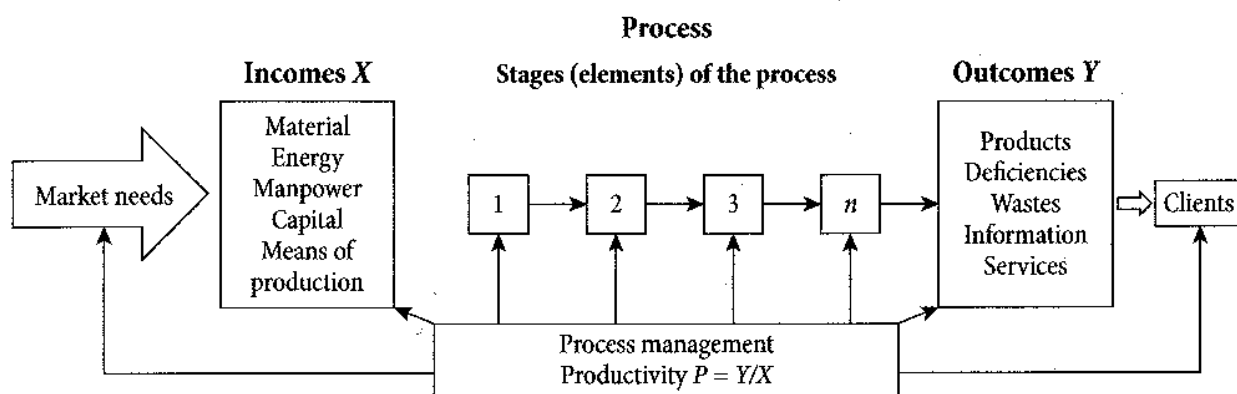 Process
Incomes X
Stages (elements) of the process
Outcomes Y
Market needs
Material
Energy
Manpower
Capital
Means of
production
1
2
3
n
Products
Deficiencies
Wastes
Information
Services
Clients
Process management
Productivity P = Y/X